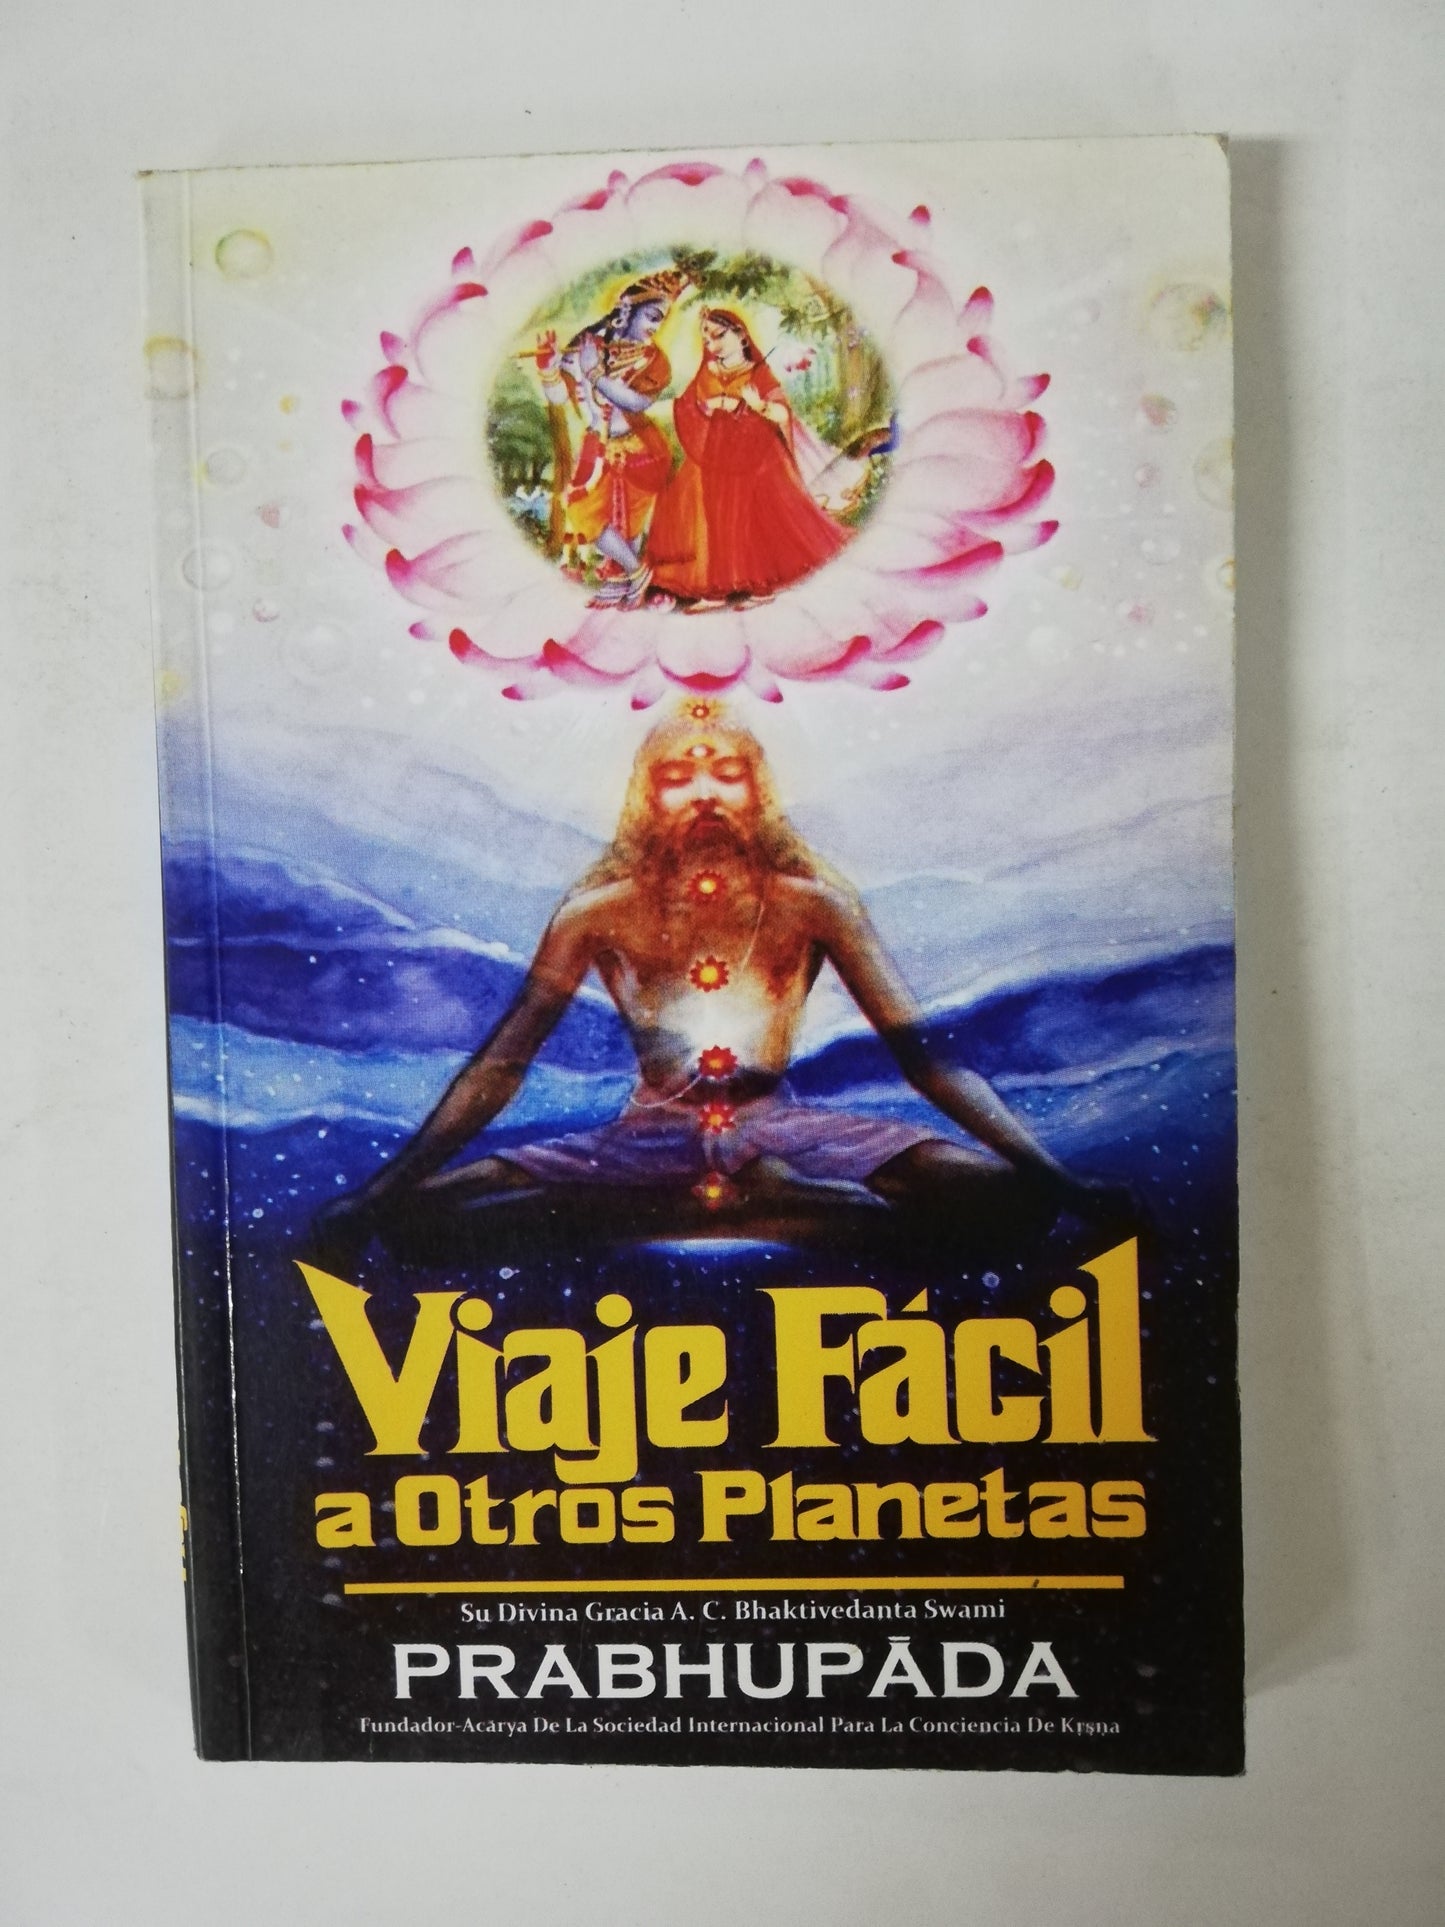 Viaje Fácil
a Otros Planetas
Su Divina Gracia A. C. Bhaktivedanta Swami
PRABHUPĀDA
Fundador-Acārya De La Sociedad Internacional Para La Conciencia De Kṛṣṇa